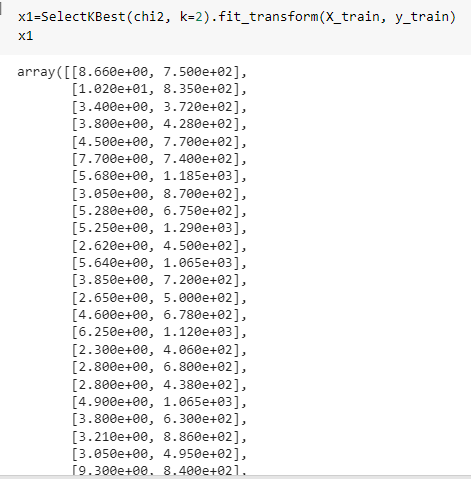 x1=SelectKBest(chi2, k=2).fit_transform(X_train, y_train)
x1
array([[8.660e+00, 7.500e+02],
[1.020e+01, 8.350e+02],
[3.400e+00, 3.720e+02],
[3.800e+00, 4.280e+02],
[4.500e+00, 7.700e+02],
[7.700e+00, 7.400e+02],
[5.680e+00, 1.185e+03],
[3.050e+00, 8.700e+02],
[5.280e+00, 6.750e+02],
[5.250e+00, 1.290e+03],
[2.620e+00, 4.500e+02],
[5.640e+00, 1.065e+03],
[3.850e+00, 7.200e+02],
[2.650e+00, 5.000e+02],
[4.600e+00, 6.780e+02],
[6.250e+00, 1.120e+03],
[2.300e+00, 4.060e+02],
[2.800e+00, 6.800e+02],
[2.800e+00, 4.380e+02],
[4.900e+00, 1.065e+03],
[3.800e+00, 6.300e+02],
[3.210e+00, 8.860e+02],
[3.050e+00, 4.950e+02],
[9.300e+00, 8.400e+02],